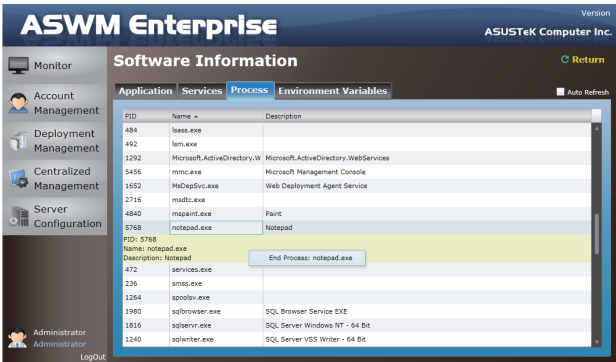 Version
ASWM Enterprise
ASUSTeK Computer Inc.
Monitor
Account
Management
Deployment
Management
Centralized
Management
Server
Configuration
Administrator
Administrator
LogOut
Software Information
Return
Application Services Process Environment Variables
Auto Refresh
PID Name Description
484 lsass.exe
492 lsm.exe
1292 Microsoft.ActiveDirectory.W Microsoft.ActiveDirectory.WebServices
5456 mmc.exe Microsoft Management Console
1652 MsDepSvc.exe Web Deployment Agent Service
2716 msdtc.exe
4840 mspaint.exe Paint
5768 notepad.exe Notepad
PID: 5768
Name: notepad.exe
Description: Notepad
End Process: notepad.exe
472 services.exe
236 smss.exe
1264 spoolsv.exe
1980 sqlbrowser.exe SQL Browser Service EXE
1816 sqlservr.exe SQL Server Windows NT - 64 Bit
1240 sqlwriter.exe SQL Server VSS Writer - 64 Bit